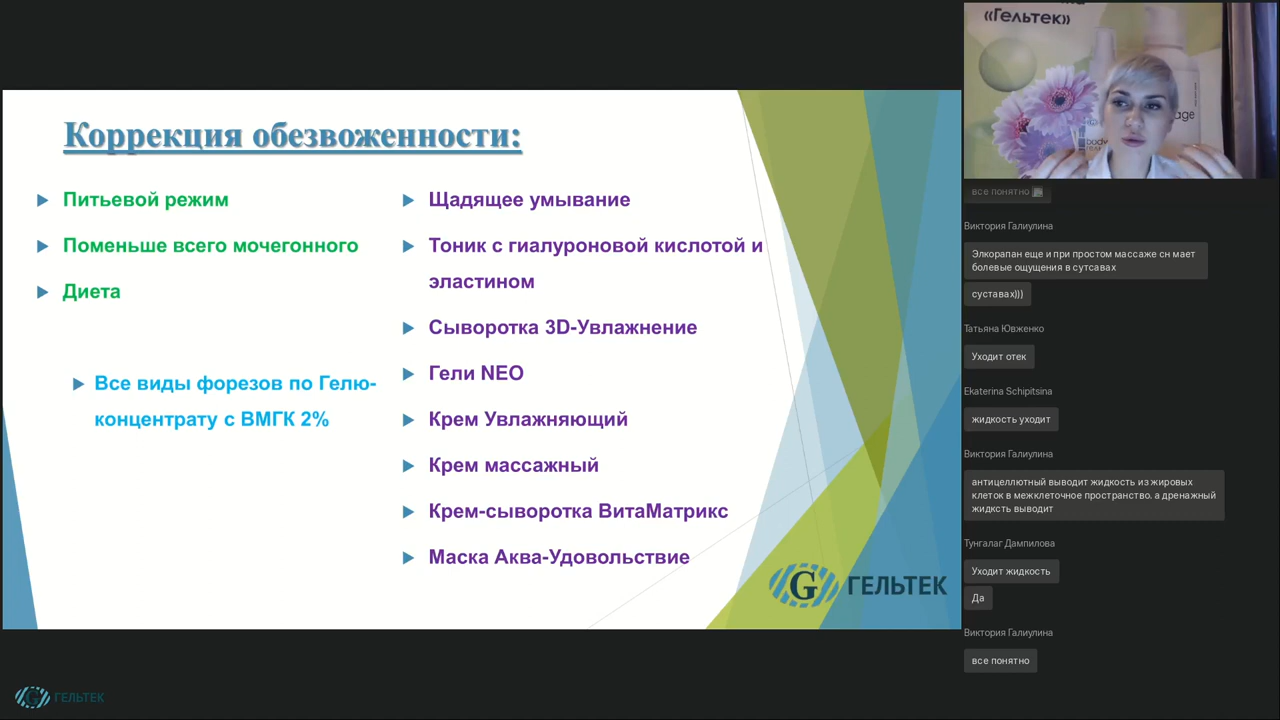 Коррекция обезвоженности:
Питьевой режим
Поменьше всего мочегонного
Диета
Все виды форезов по Гелю-
концентрату с ВМГК 2%
Щадящее умывание
Тоник с гиалуроновой кислотой и
эластином
Сыворотка 3D-Увлажнение
Гели NEO
Крем Увлажняющий
Крем массажный
Крем-сыворотка ВитаМатрикс
Маска Аква-Удовольствие
G ГЕЛЬТЕК
G ГЕЛЬТЕК
«Гельтек»
body
все понятно
Виктория Галиулина
Элкорапан еще и при простом массаже сн мает
болевые ощущения в сутсавах
суставах)))
Татьяна Ювженко
Уходит отек
Ekaterina Schipitsina
жидкость уходит
Виктория Галиулина
антицеллютный выводит жидкость из жировых
клеток в межклеточное пространство. а дренажный
жидксть выводит
Тунгалаг Дампилова
Уходит жидкость
Да
Виктория Галиулина
все понятно